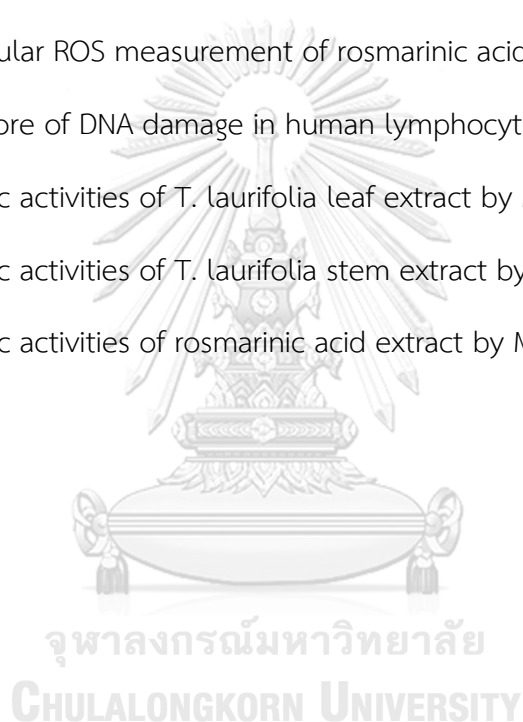 ular ROS measurement of rosmarinic acid
ore of DNA damage in human lymphocyt
c activities of T. laurifolia leaf extract by
c activities of T. laurifolia stem extract by
c activities of rosmarinic acid extract by M
จุฬาลงกรณ์มหาวิทยาลัย
CHULALONGKORN UNIVERSITY